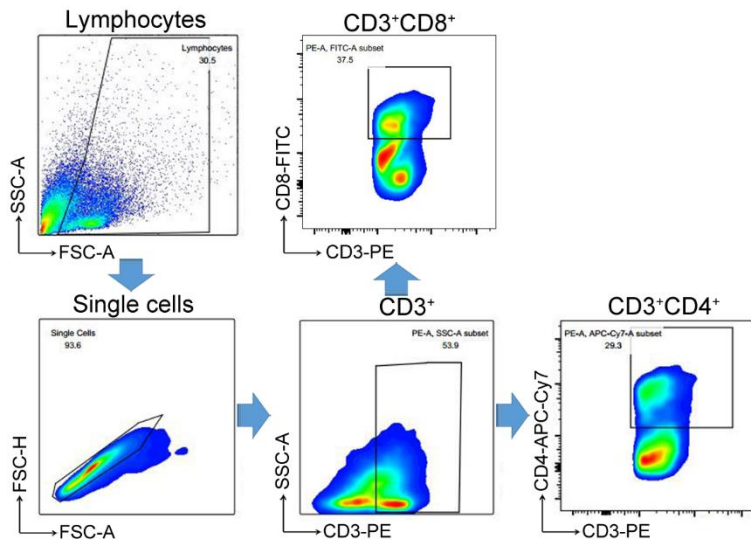 Lymphocytes
Lymphocytes
30.5
SSC-A
FSC-A
CD3⁺CD8⁺
PE-A, FITC-A subset
37.5
CD8-FITC
CD3-PE
Single cells
Single Cells
93.6
FSC-H
FSC-A
CD3⁺
PE-A, SSC-A subset
53.9
SSC-A
CD3-PE
CD3⁺CD4⁺
PE-A, APC-Cy7-A subset
29.3
CD4-APC-Cy7
CD3-PE